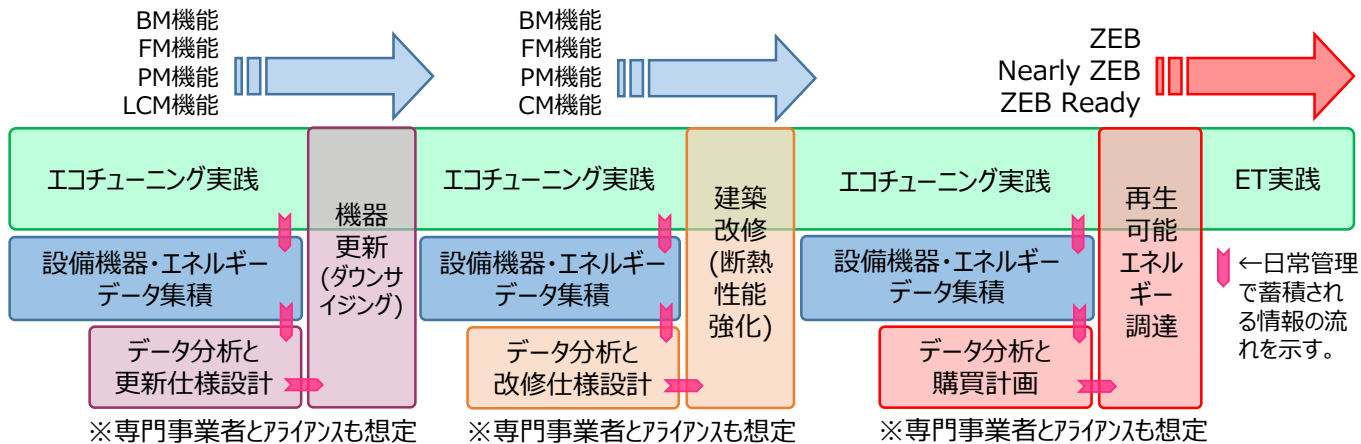 BM機能
FM機能
PM機能
LCM機能
BM機能
FM機能
PM機能
CM機能
ZEB
Nearly ZEB
ZEB Ready
エコチューニング実践
機器
更新
(ダウンサ
イジング)
エコチューニング実践
建築
改修
(断熱
性能
強化)
エコチューニング実践
再生
可能
エネル
ギー
調達
ET実践
設備機器・エネルギー
データ集積
設備機器・エネルギー
データ集積
設備機器・エネルギー
データ集積
←日常管理
で蓄積され
る情報の流
れを示す。
データ分析と
更新仕様設計
データ分析と
改修仕様設計
データ分析と
購買計画
※専門事業者とアライアンスも想定
※専門事業者とアライアンスも想定
※専門事業者とアライアンスも想定